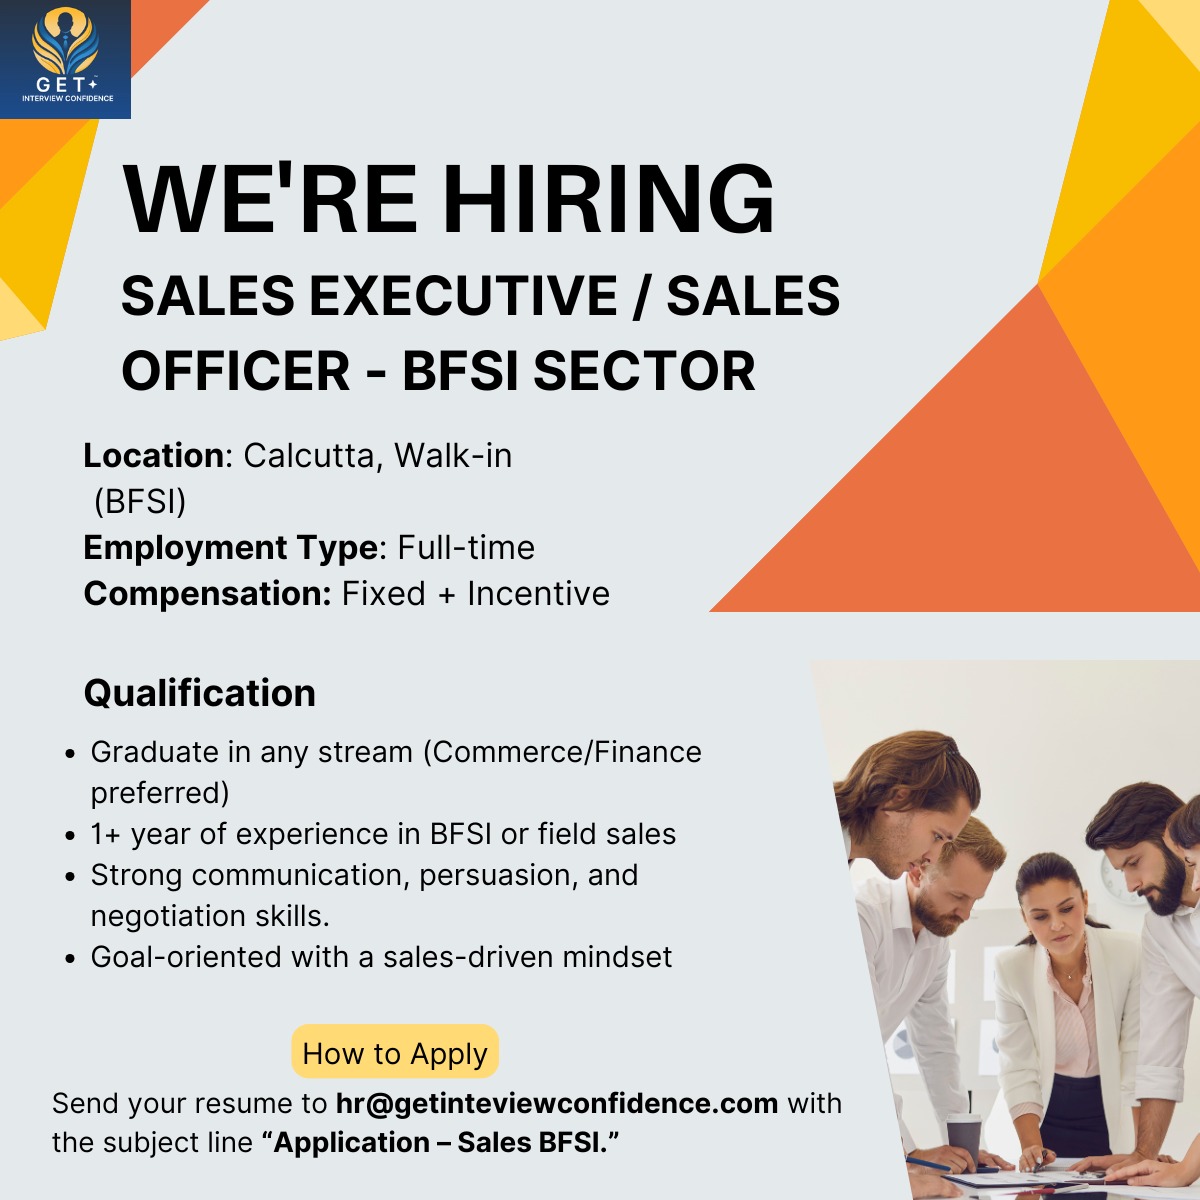 GET
INTERVIEW CONFIDENCE
WE'RE HIRING
SALES EXECUTIVE / SALES
OFFICER - BFSI SECTOR
Location: Calcutta, Walk-in
(BFSI)
Employment Type: Full-time
Compensation: Fixed + Incentive
Qualification
• Graduate in any stream (Commerce/Finance
preferred)
• 1+ year of experience in BFSI or field sales
• Strong communication, persuasion, and
negotiation skills.
• Goal-oriented with a sales-driven mindset
How to Apply
Send your resume to hr@getinteviewconfidence.com with
the subject line “Application – Sales BFSI.”